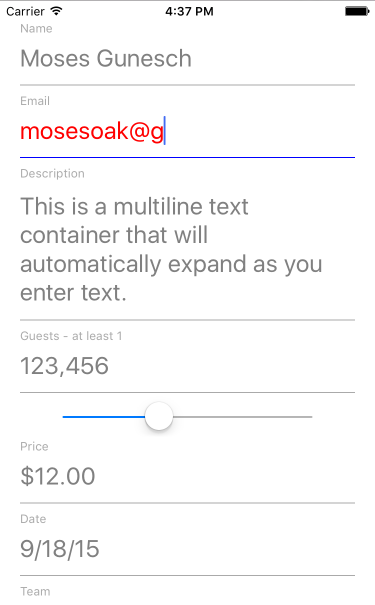 Carrier 4:37 PM
Name
Moses Gunesch
Email
mosesoak@g
Description
This is a multiline text
container that will
automatically expand as you
enter text.
Guests - at least 1
123,456
Price
$12.00
Date
9/18/15
Team